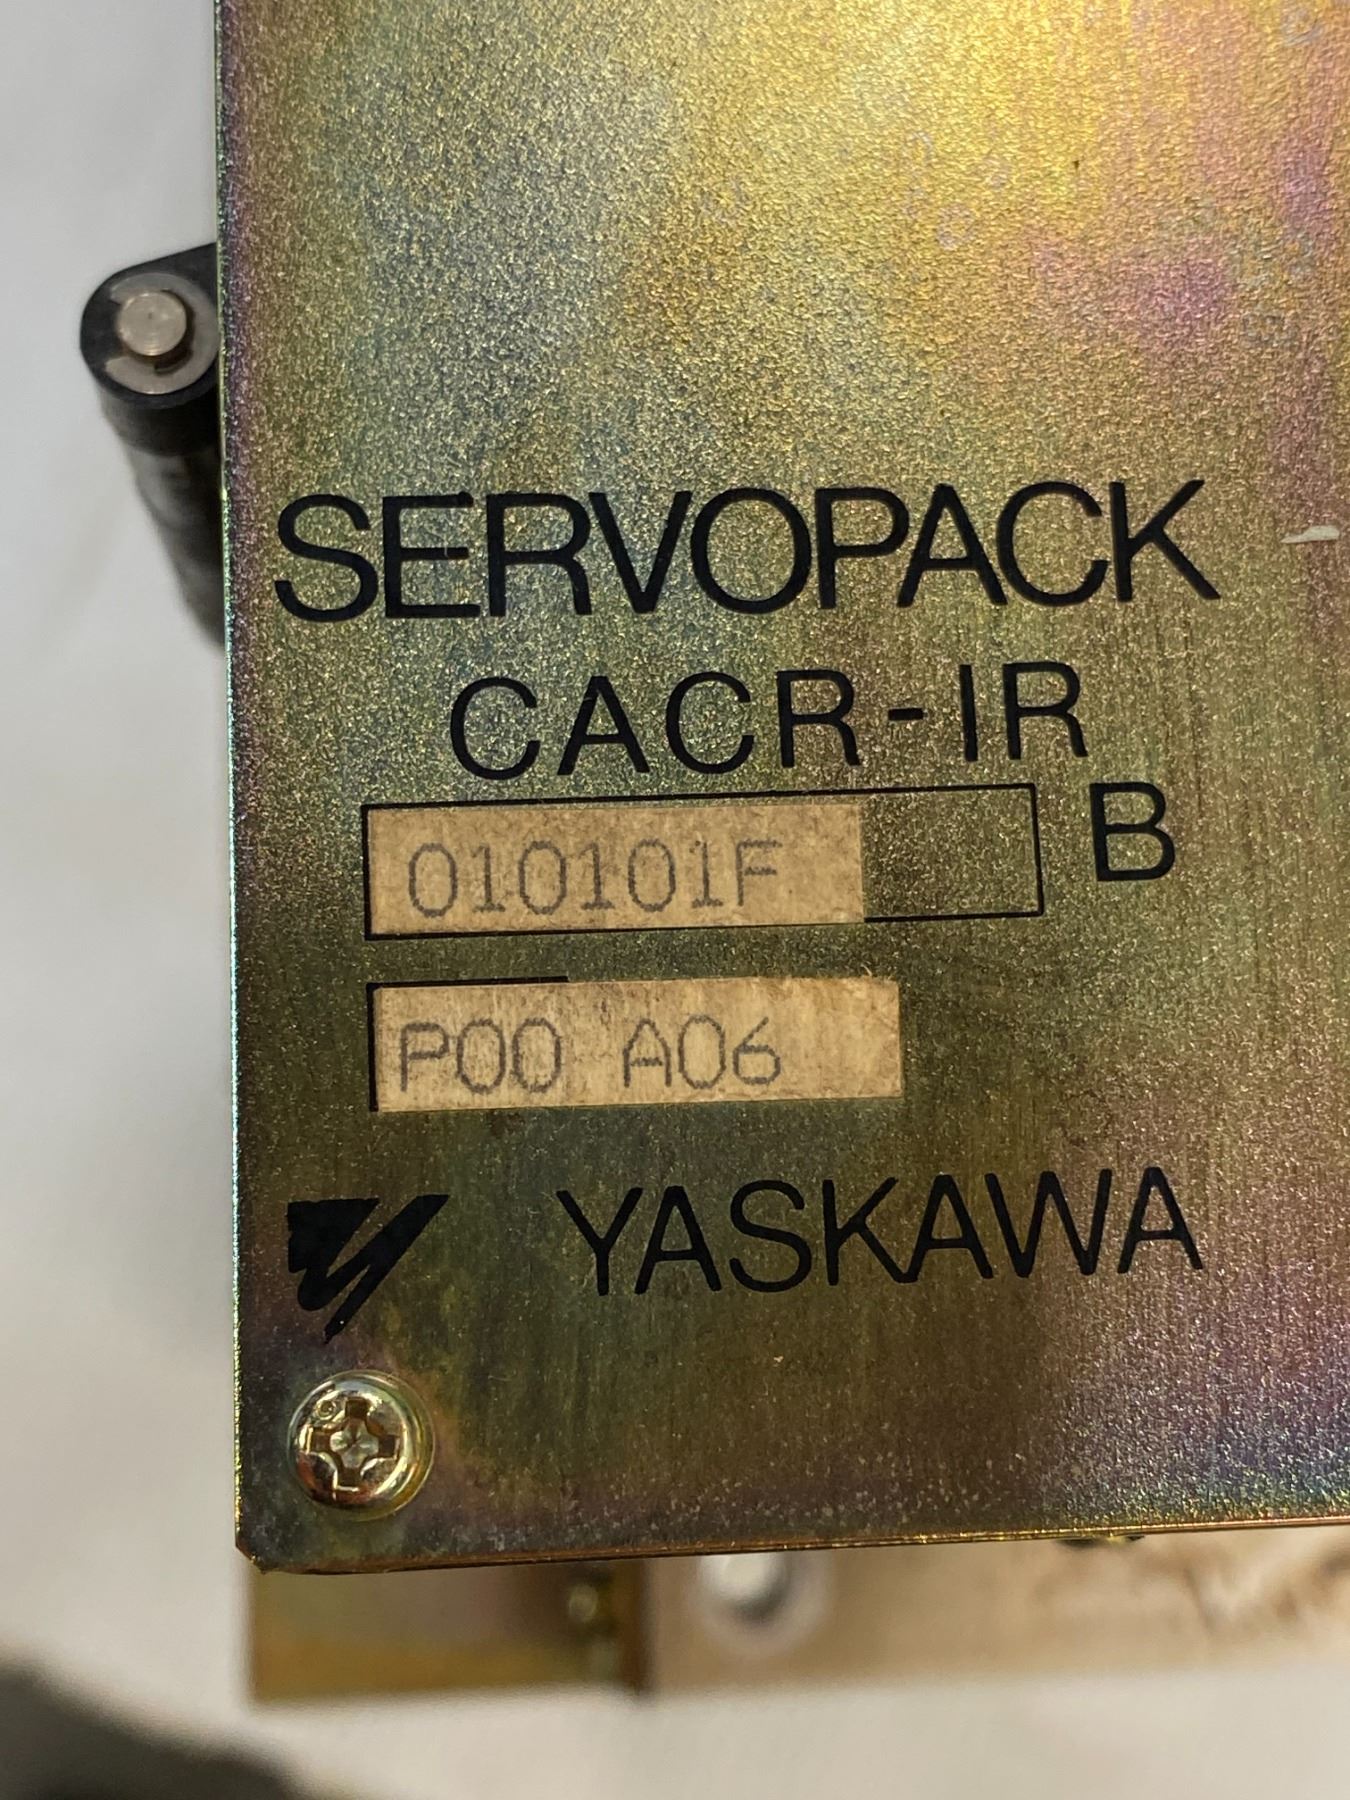 SERVOPACK
CACR-IR
010101F B
P00 A06
YASKAWA